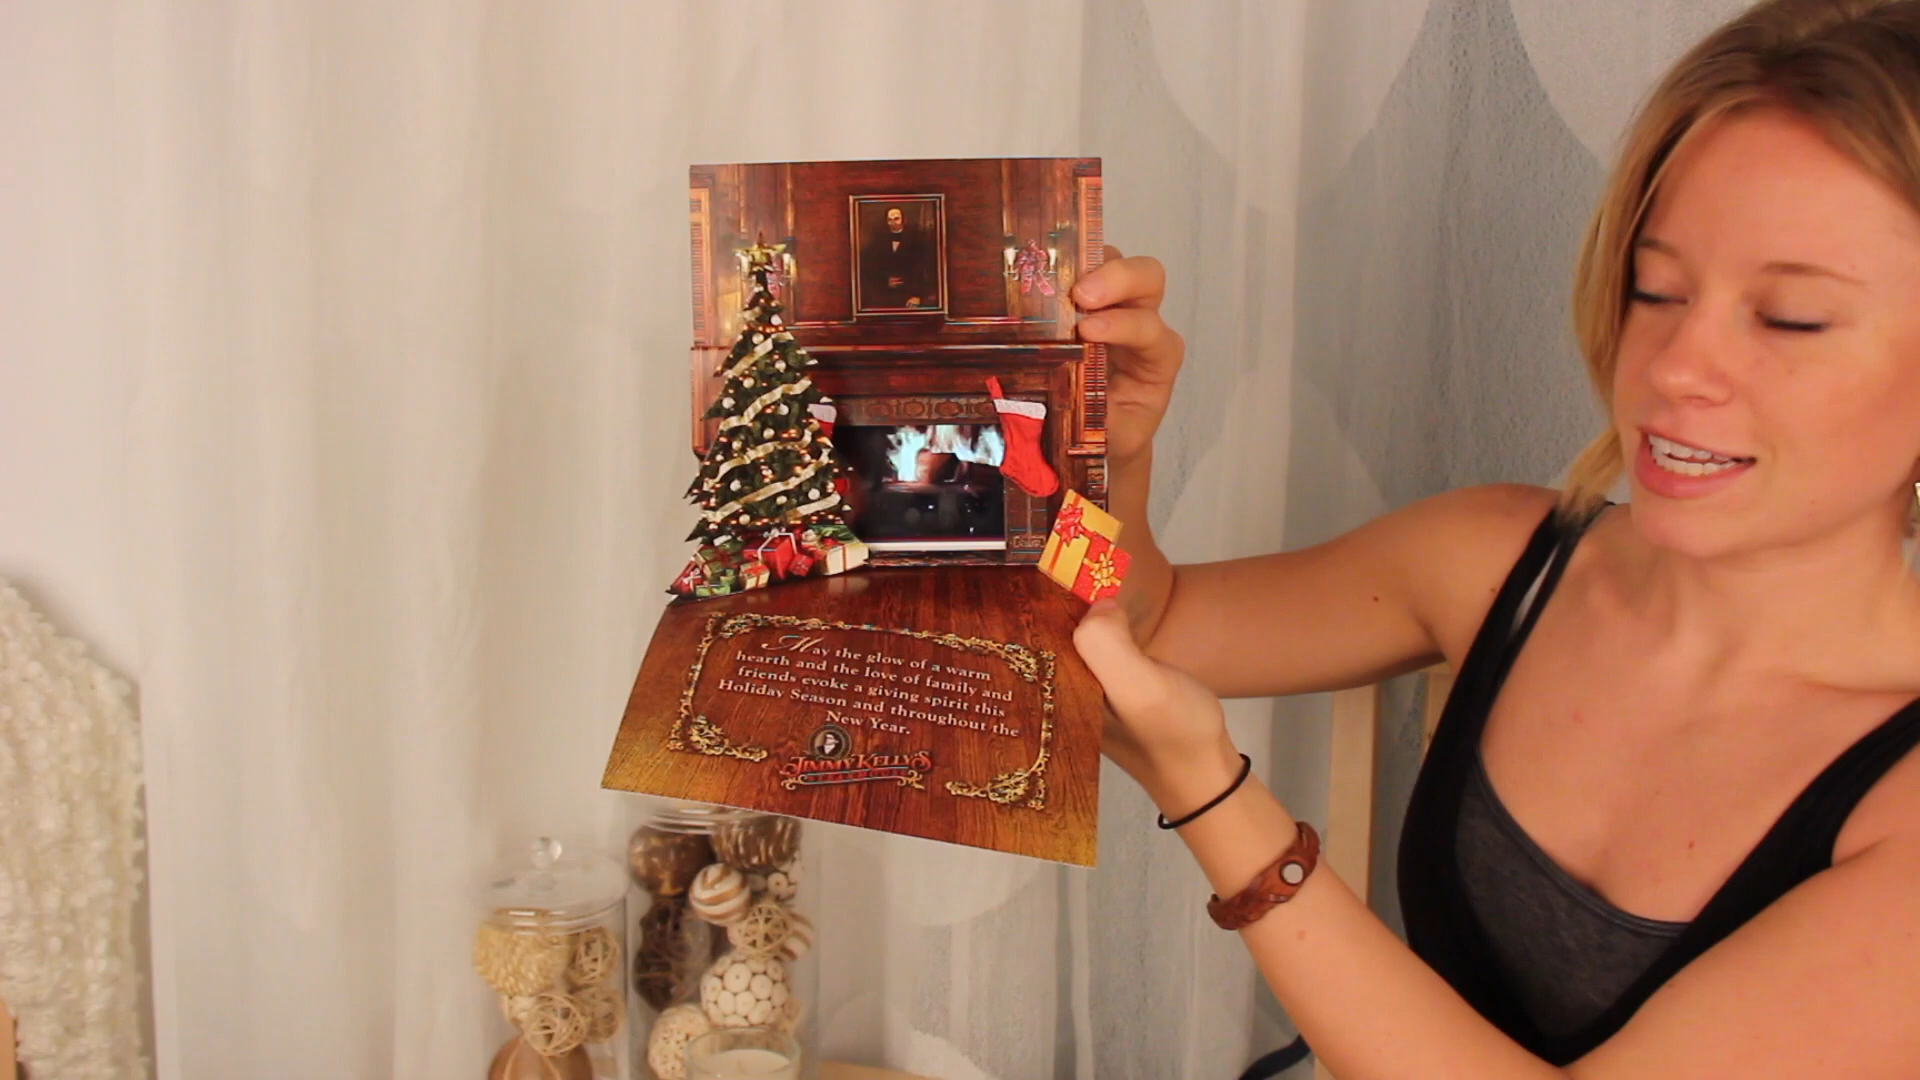 May the glow of a warm
hearth and the love of family and
friends evoke a giving spirit this
Holiday Season and throughout the
New Year.
JIMMY KELLY'S